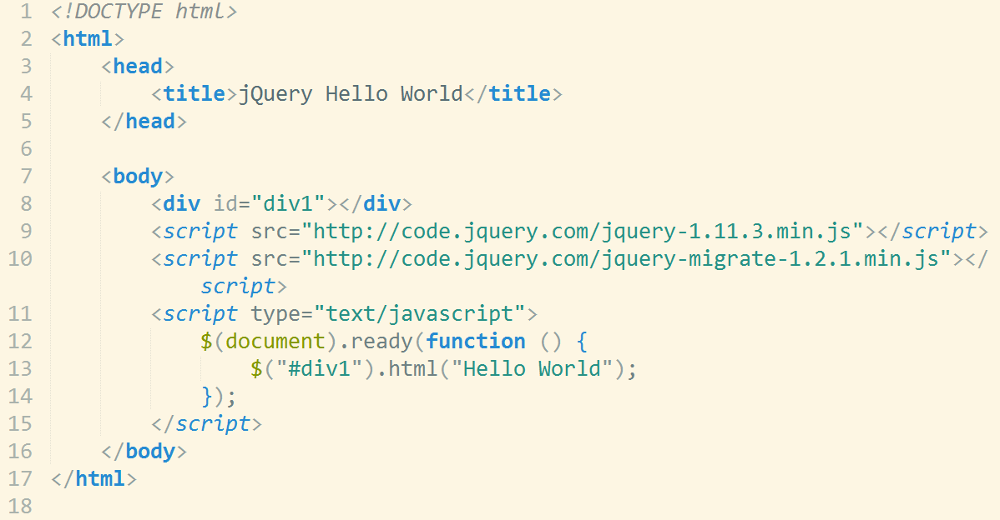 1 <!DOCTYPE html>
2 <html>
3     <head>
4         <title>jQuery Hello World</title>
5     </head>
6
7     <body>
8         <div id="div1"></div>
9         <script src="http://code.jquery.com/jquery-1.11.3.min.js"></script>
10         <script src="http://code.jquery.com/jquery-migrate-1.2.1.min.js"></
            script>
11         <script type="text/javascript">
12             $(document).ready(function () {
13                 $("#div1").html("Hello World");
14             });
15         </script>
16     </body>
17 </html>
18